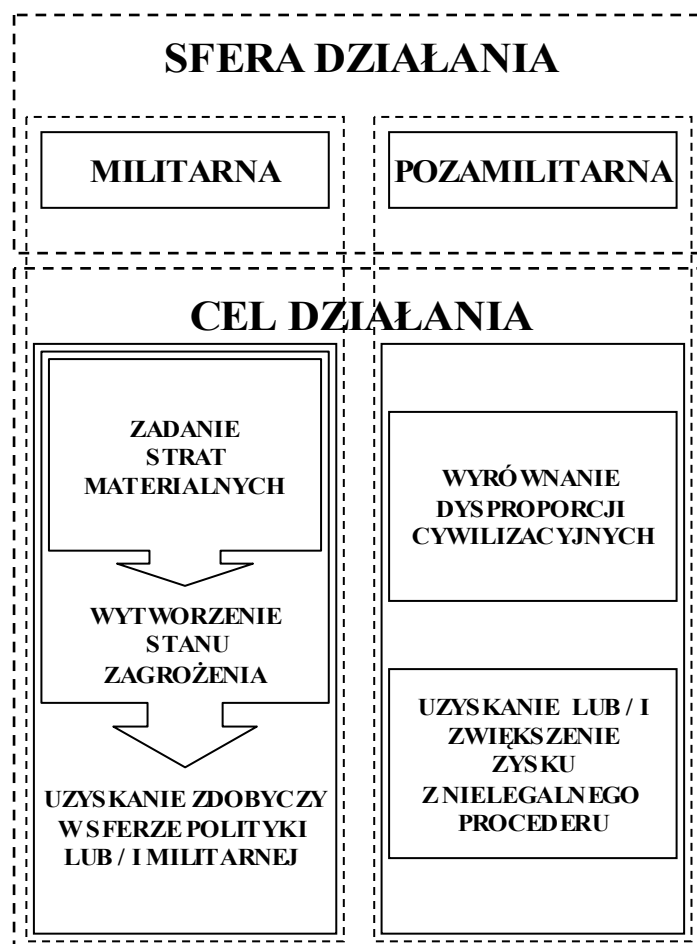 SFERA DZIAŁANIA
MILITARNA
POZAMILITARNA
CEL DZIAŁANIA
ZADANIE
STRAT
MATERIALNYCH
WYTWORZENIE
STANU
ZAGROŻENIA
UZYSKANIE ZDOBYCZY
W SFERZE POLITYKI
LUB / I MILITARNEJ
WYRÓWNANIE
DYSPROPORCJI
CYWILIZACYJNYCH
UZYSKANIE LUB / I
ZWIĘKSZENIE
ZYSKU
Z NIELEGALNEGO
PROCEDERU